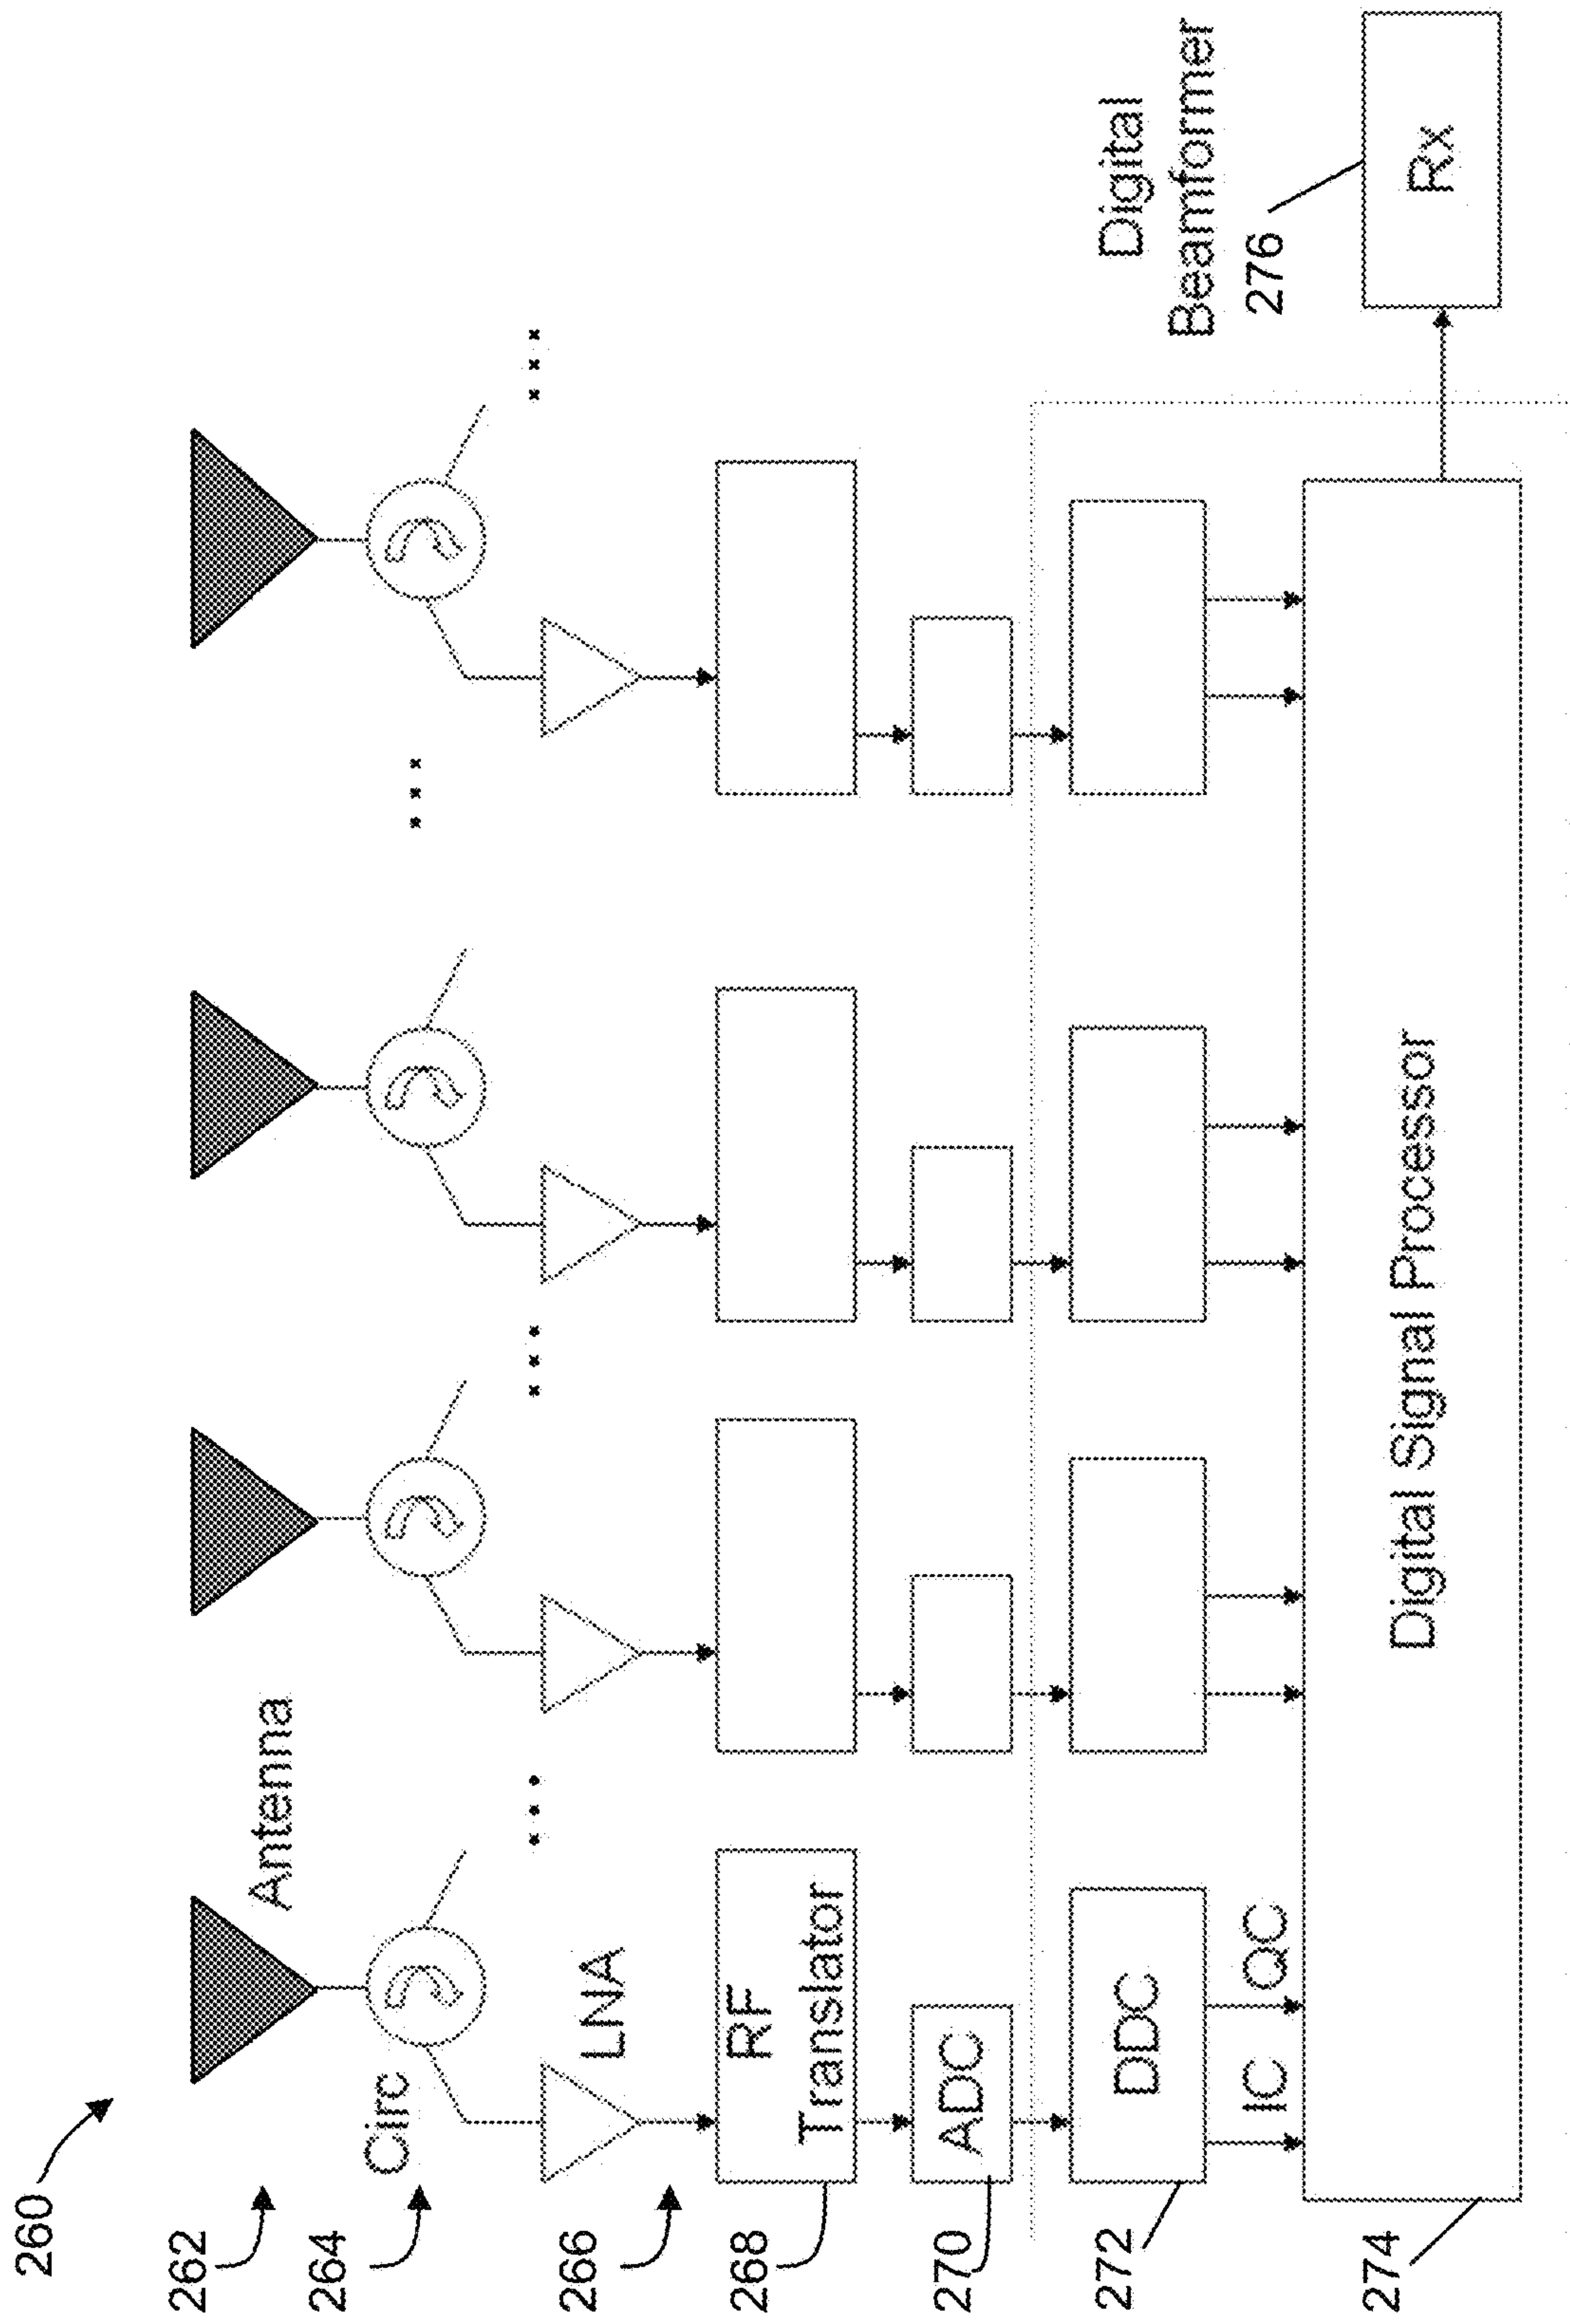 260
262
Antenna
264
Circ
266
LNA
268
RF
Translator
270
ADC
272
DDC
IC
QC
274
Digital Signal Processor
Digital
Beamformer
276
Rx